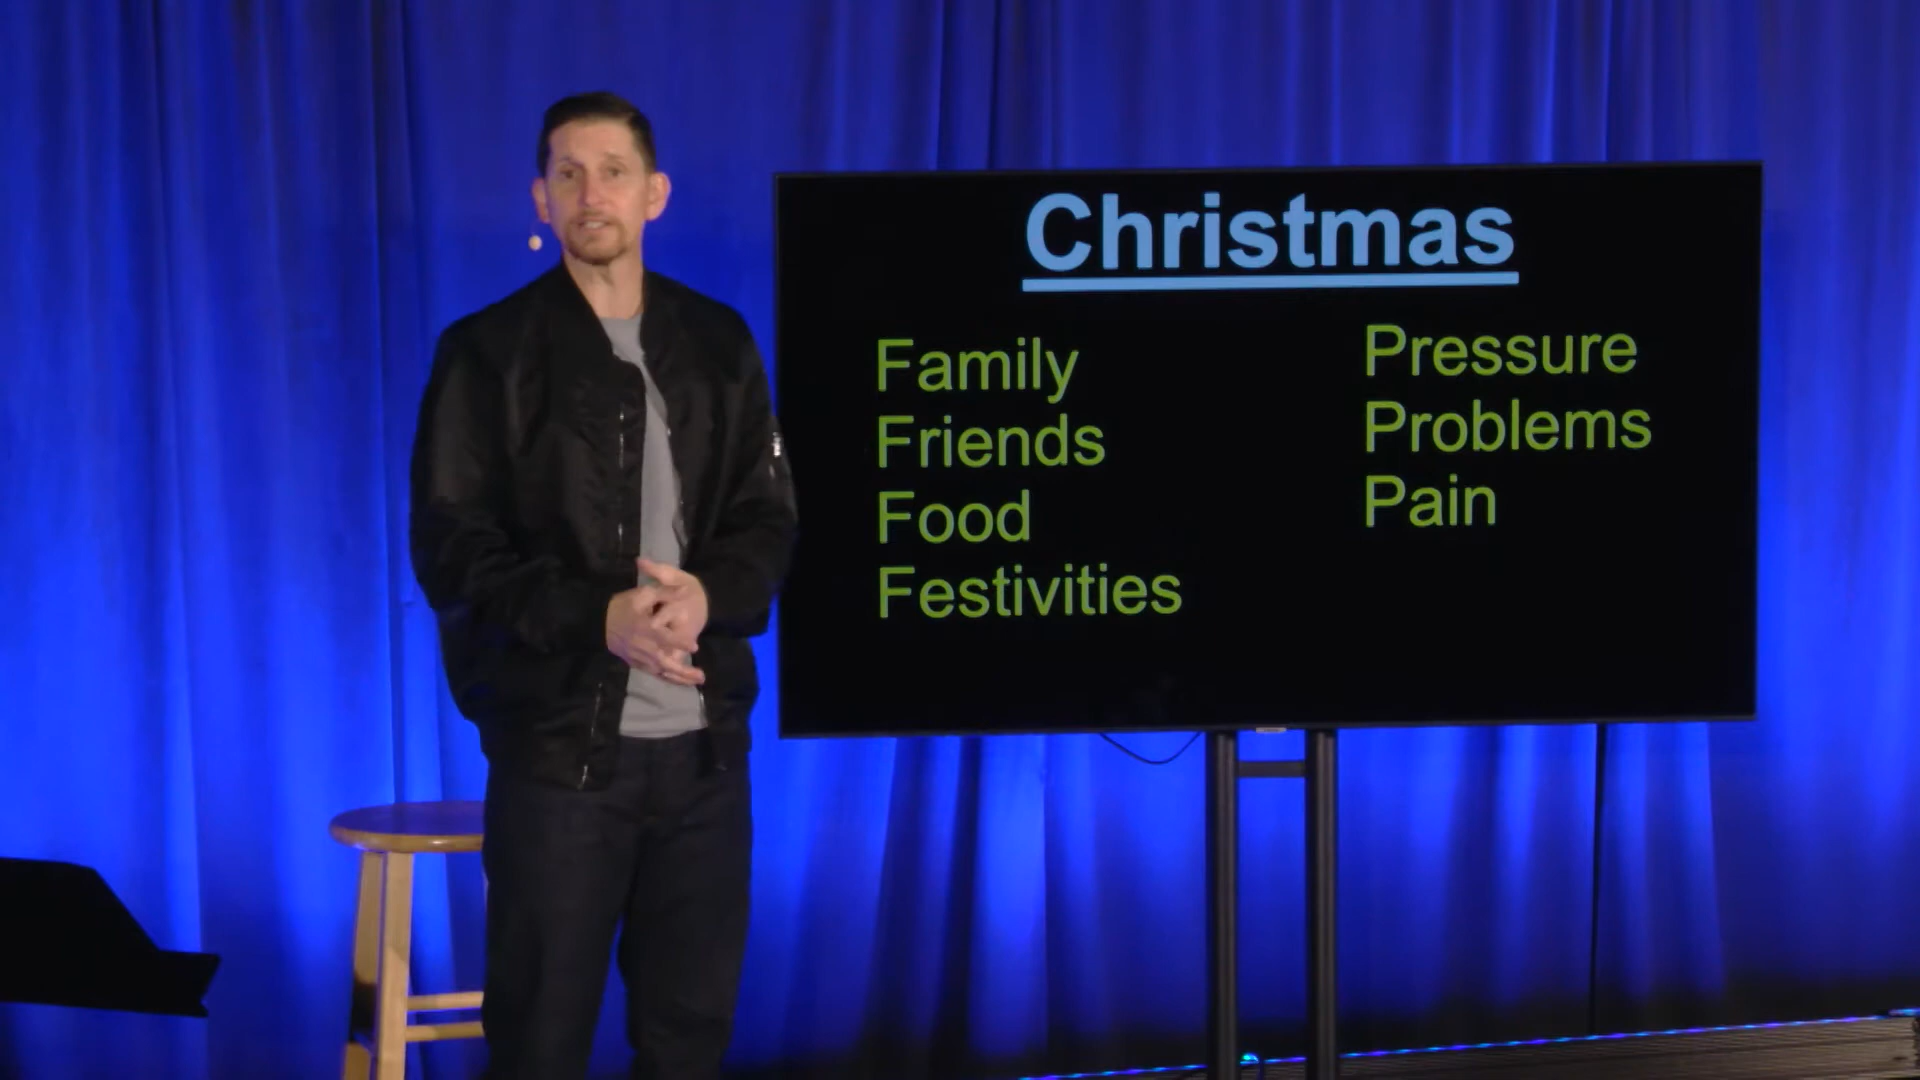 Christmas
Family
Friends
Food
Festivities
Pressure
Problems
Pain